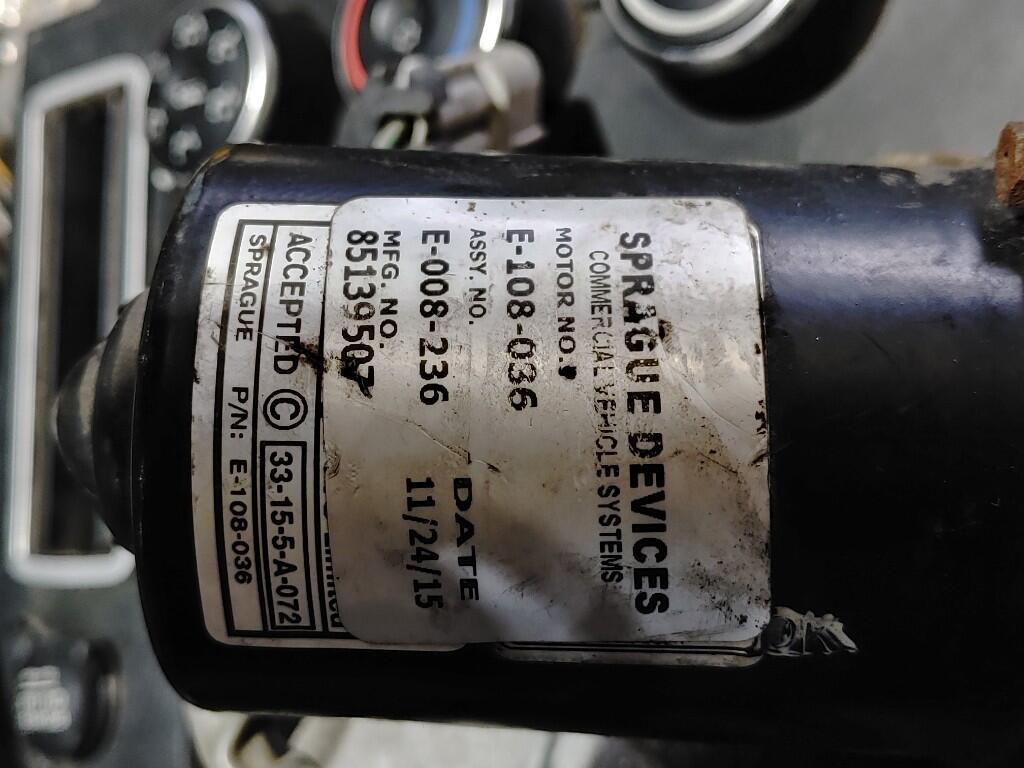 SPRAGUE DEVICES
COMMERCIAL VEHICLE SYSTEMS
MOTOR NO.
E-108-036
ASSY. NO.
DATE
E-008-236
11/24/15
MFG. NO.
85139507
ACCEPTED © 33-15-5-A-072
SPRAGUE P/N: E-108-036